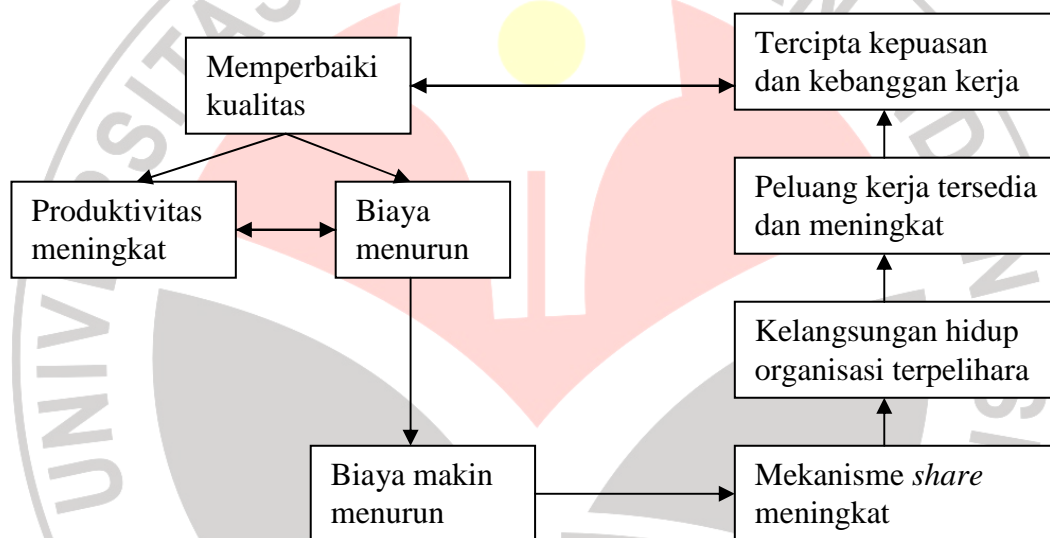 Memperbaiki
kualitas
Tercipta kepuasan
dan kebanggan kerja
Produktivitas
meningkat
Biaya
menurun
Peluang kerja tersedia
dan meningkat
Kelangsungan hidup
organisasi terpelihara
Biaya makin
menurun
Mekanisme share
meningkat